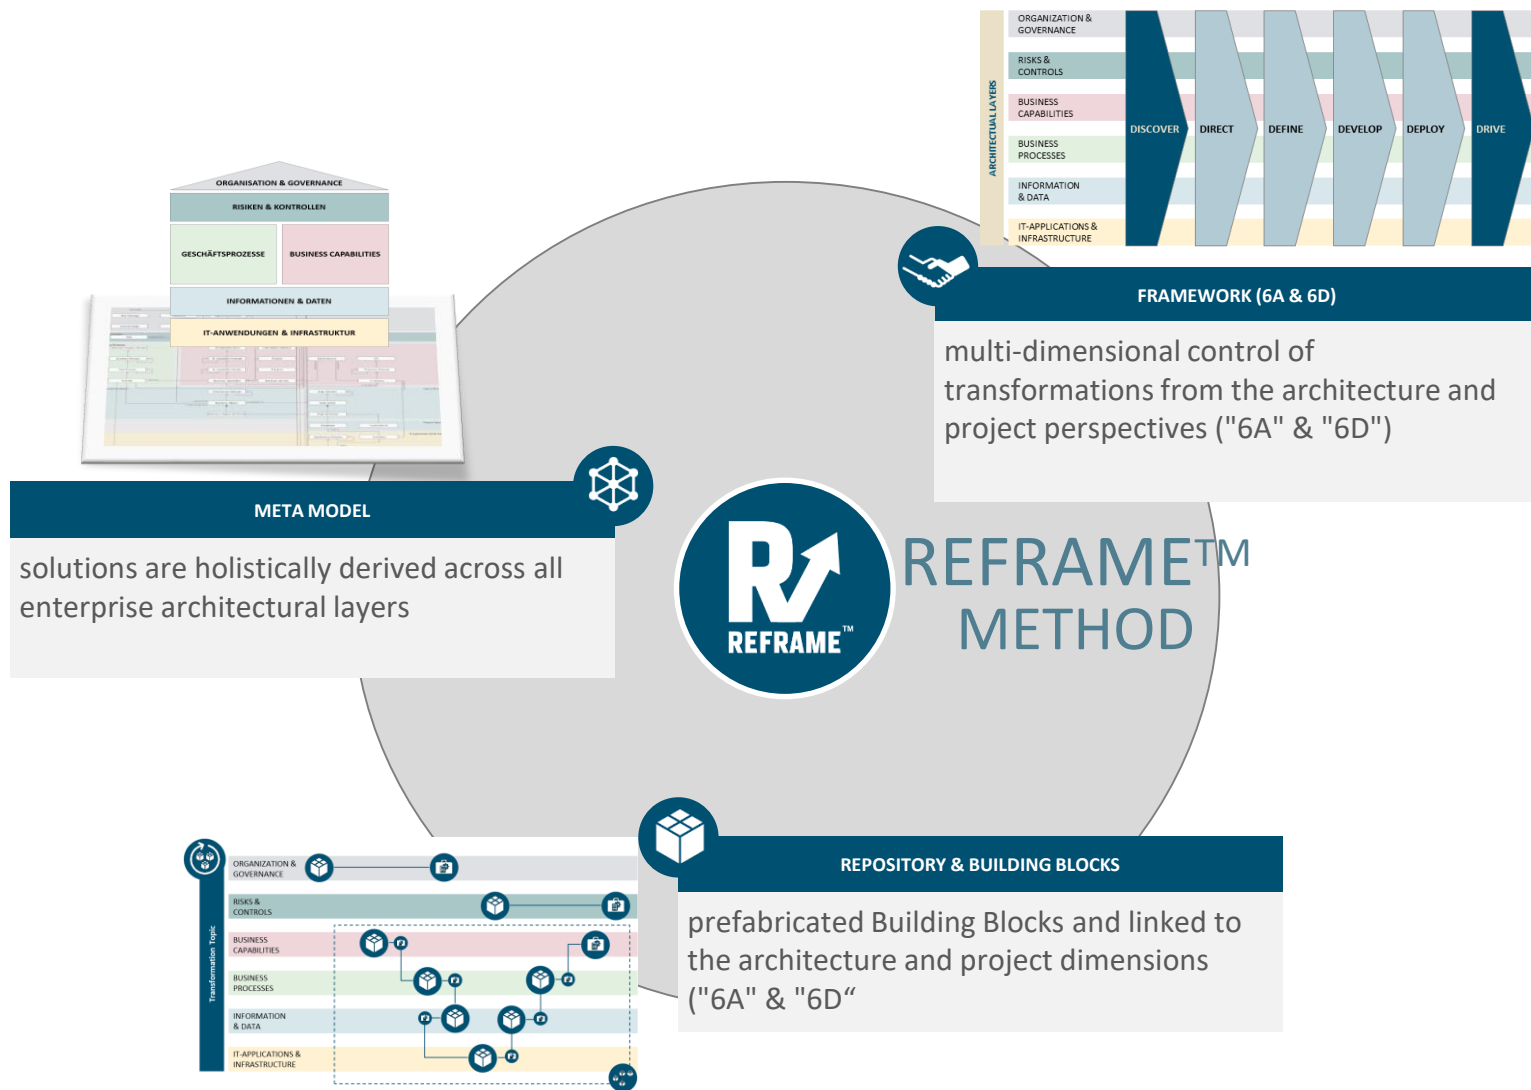 ORGANIZATION &
GOVERNANCE
RISKS &
CONTROLS
BUSINESS
CAPABILITIES
BUSINESS
PROCESSES
INFORMATION
& DATA
IT-APPLICATIONS &
INFRASTRUCTURE
ARCHITECTUAL LAYERS
DISCOVER
DIRECT
DEFINE
DEVELOP
DEPLOY
DRIVE
FRAMEWORK (6A & 6D)
multi-dimensional control of
transformations from the architecture and
project perspectives ("6A" & "6D")
ORGANISATION & GOVERNANCE
RISIKEN & KONTROLLEN
GESCHÄFTSPROZESSE
BUSINESS CAPABILITIES
INFORMATIONEN & DATEN
IT-ANWENDUNGEN & INFRASTRUKTUR
META MODEL
solutions are holistically derived across all
enterprise architectural layers
R
REFRAME™
REFRAME™
METHOD
REPOSITORY & BUILDING BLOCKS
prefabricated Building Blocks and linked to
the architecture and project dimensions
("6A" & "6D“
Transformation Topic
ORGANIZATION &
GOVERNANCE
RISKS &
CONTROLS
BUSINESS
CAPABILITIES
BUSINESS
PROCESSES
INFORMATION
& DATA
IT-APPLICATIONS &
INFRASTRUCTURE